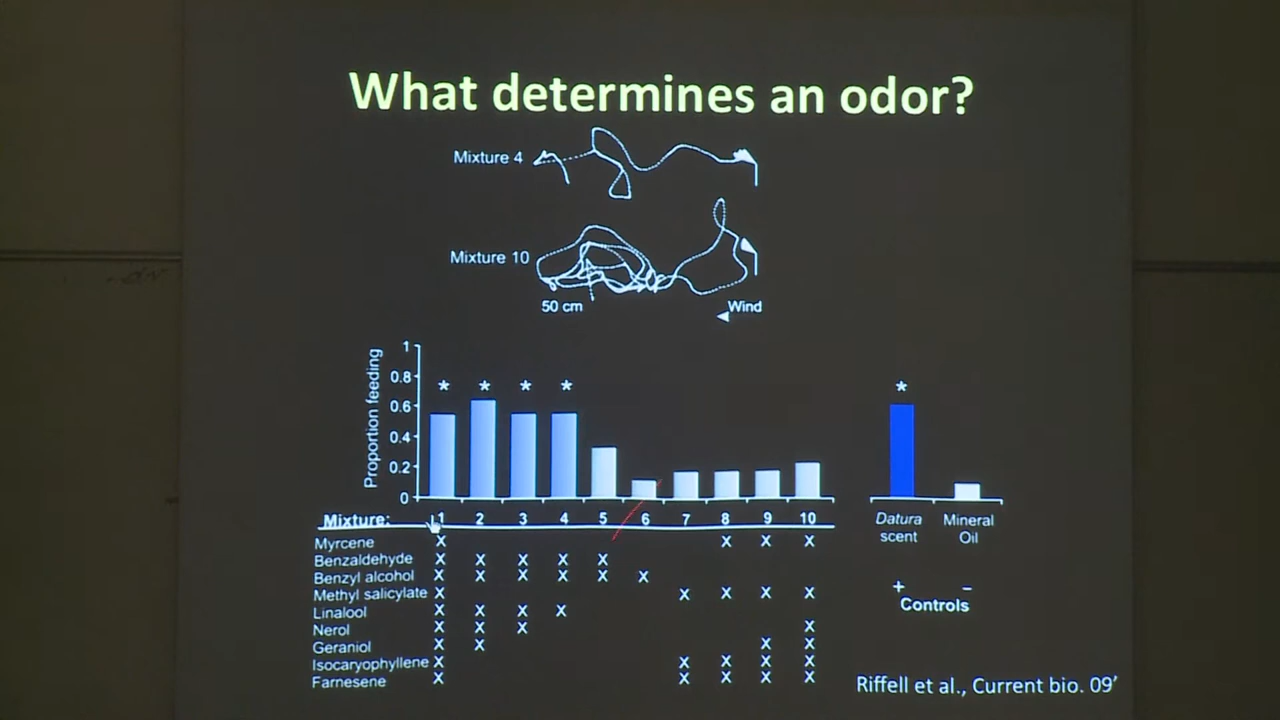 What determines an odor?
Mixture 4
Mixture 10
50 cm
Wind
Proportion feeding
1
0.8
0.6
0.4
0.2
0
* * * * *
Mixture: 1 2 3 4 5 6 7 8 9 10
Myrcene X X X X
Benzaldehyde X X X X X
Benzyl alcohol X X X X X X
Methyl salicylate X X X X X
Linalool X X X X
Nerol X X X X
Geraniol X X X X
Isocaryophyllene X X X X X
Farnesene X X X X X
Datura scent
Mineral Oil
+ –
Controls
Riffell et al., Current bio. 09’